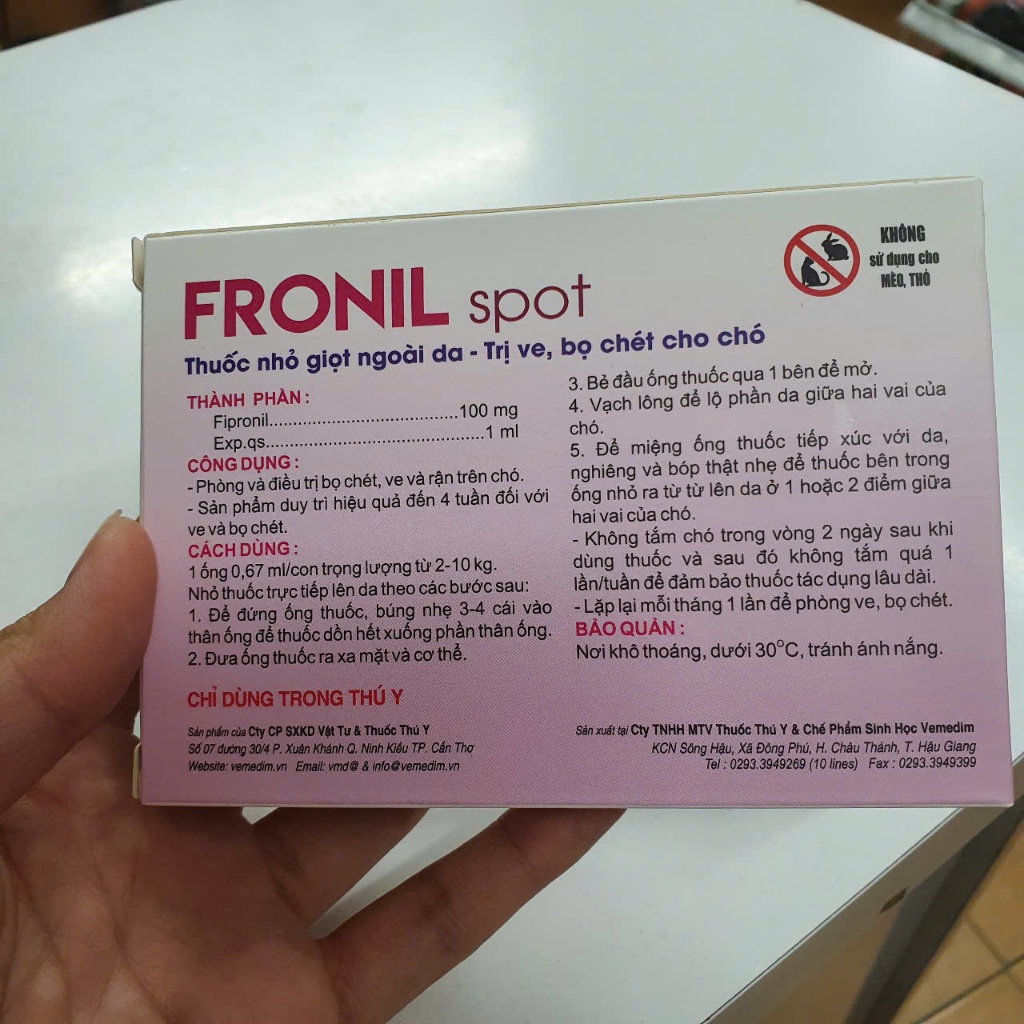 KHÔNG
sử dụng cho
MÈO, THỎ
FRONIL spot
Thuốc nhỏ giọt ngoài da - Trị ve, bọ chét cho chó
THÀNH PHẦN :
Fipronil....................................100 mg
Exp.qs..........................................1 ml
CÔNG DỤNG :
- Phòng và điều trị bọ chét, ve và rận trên chó.
- Sản phẩm duy trì hiệu quả đến 4 tuần đối với
ve và bọ chét.
CÁCH DÙNG :
1 ống 0,67 ml/con trọng lượng từ 2-10 kg.
Nhỏ thuốc trực tiếp lên da theo các bước sau:
1. Để đứng ống thuốc, búng nhẹ 3-4 cái vào
thân ống để thuốc dồn hết xuống phần thân ống.
2. Đưa ống thuốc ra xa mặt và cơ thể.
3. Bẻ đầu ống thuốc qua 1 bên để mở.
4. Vạch lông để lộ phần da giữa hai vai của
chó.
5. Để miệng ống thuốc tiếp xúc với da,
nghiêng và bóp thật nhẹ để thuốc bên trong
ống nhỏ ra từ từ lên da ở 1 hoặc 2 điểm giữa
hai vai của chó.
- Không tắm chó trong vòng 2 ngày sau khi
dùng thuốc và sau đó không tắm quá 1
lần/tuần để đảm bảo thuốc tác dụng lâu dài.
- Lặp lại mỗi tháng 1 lần để phòng ve, bọ chét.
BẢO QUẢN :
Nơi khô thoáng, dưới 30°C, tránh ánh nắng.
CHỈ DÙNG TRONG THÚ Y
Sản phẩm của Cty CP SXKD Vật Tư & Thuốc Thú Y
Số 07 đường 30/4 P. Xuân Khánh Q. Ninh Kiều TP. Cần Thơ
Website: vemedim.vn Email: vmd@ & info@vemedim.vn
Sản xuất tại Cty TNHH MTV Thuốc Thú Y & Chế Phẩm Sinh Học Vemedim
KCN Sông Hậu, Xã Đông Phú, H. Châu Thành, T. Hậu Giang
Tel : 0293.3949269 (10 lines) Fax : 0293.3949399